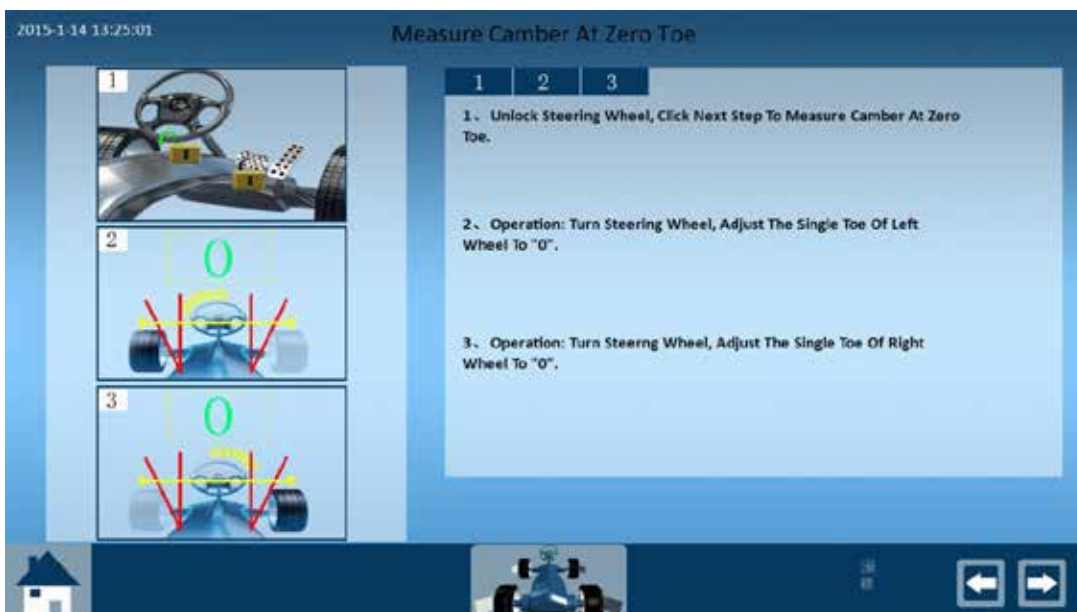 2015-1-14 13:25:01
Measure Camber At Zero Toe
1
2
3
1 2 3
1、Unlock Steering Wheel, Click Next Step To Measure Camber At Zero
Toe.
2、Operation: Turn Steering Wheel, Adjust The Single Toe Of Left
Wheel To "0".
3、Operation: Turn Steerng Wheel, Adjust The Single Toe Of Right
Wheel To "0".
0
0